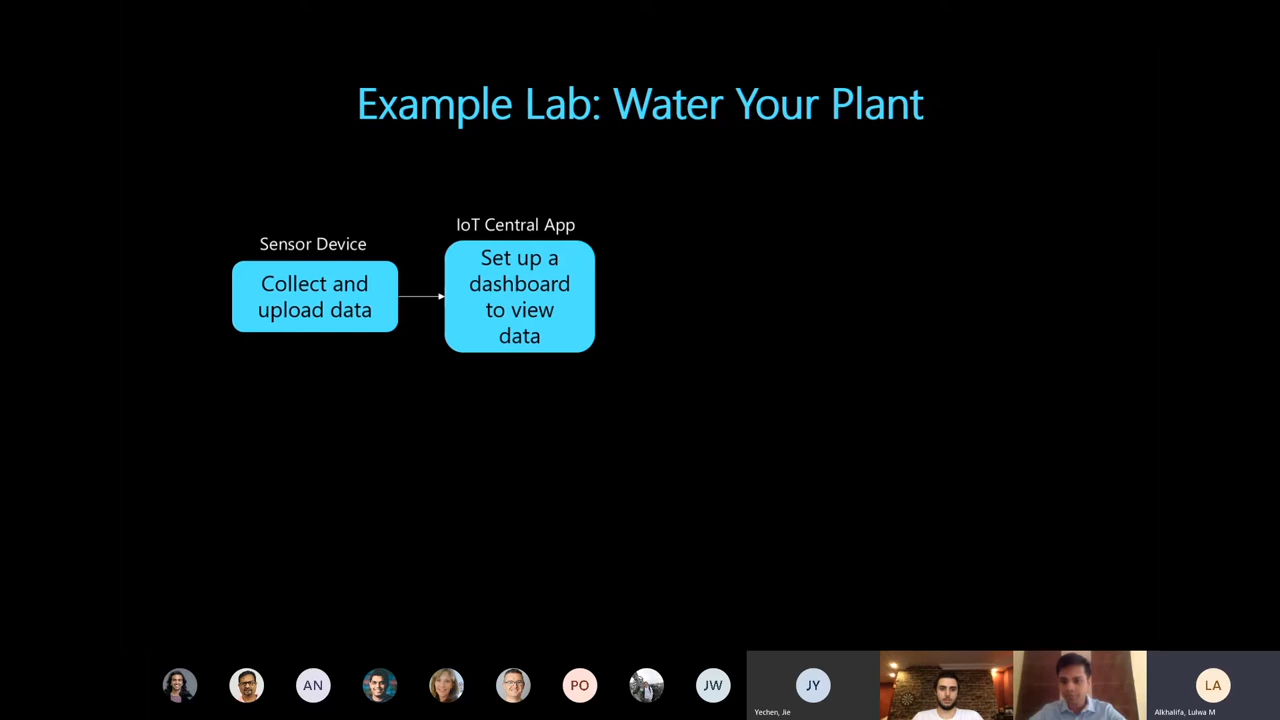 Example Lab: Water Your Plant
Sensor Device
Collect and
upload data
IoT Central App
Set up a
dashboard
to view
data
AN
PO
JW
JY
LA
Yechen, Jie
Alkhalifa, Lulwa M